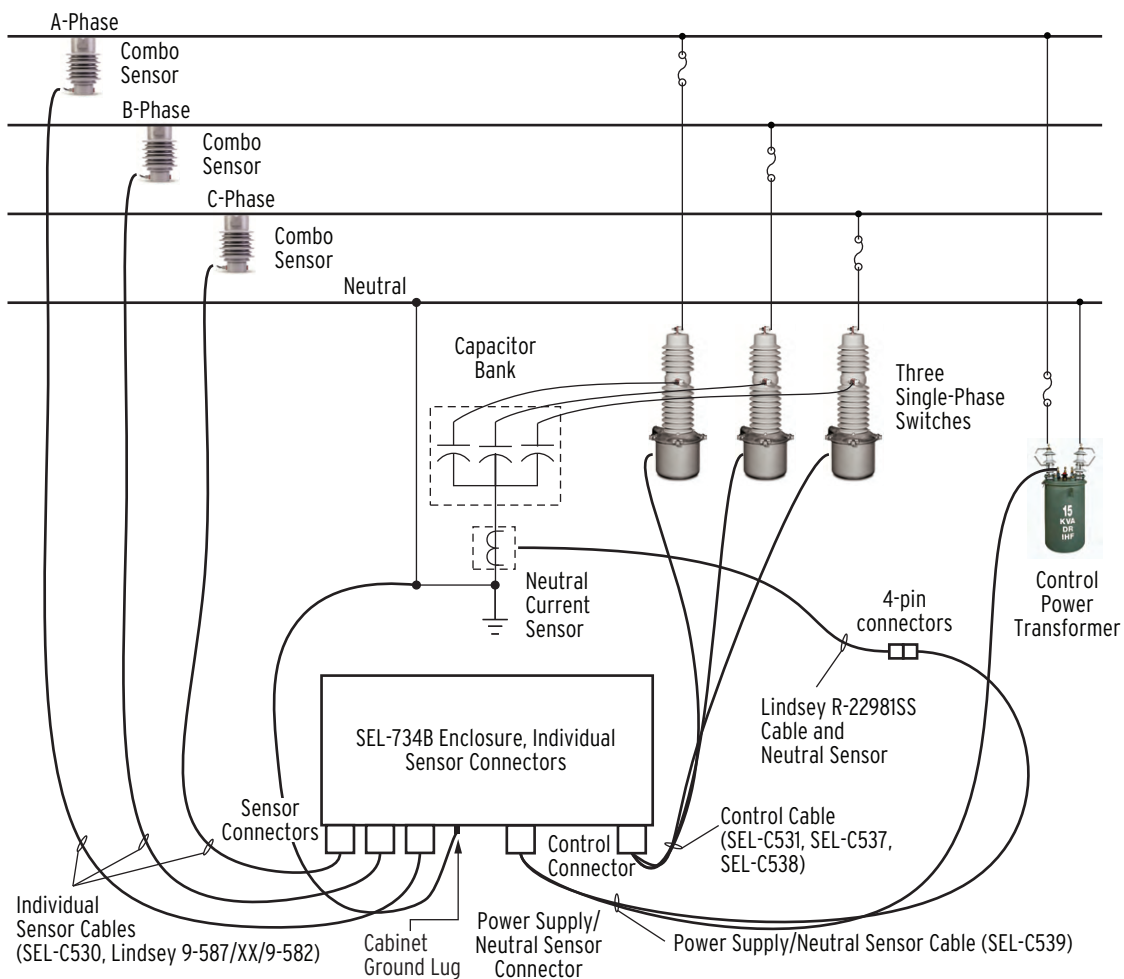 A-Phase
Combo
Sensor
B-Phase
Combo
Sensor
C-Phase
Combo
Sensor
Neutral
Capacitor
Bank
Three
Single-Phase
Switches
15
KVA
DR
IHF
Neutral
Current
Sensor
4-pin
connectors
Control
Power
Transformer
Lindsey R-22981SS
Cable and
Neutral Sensor
SEL-734B Enclosure, Individual
Sensor Connectors
Sensor
Connectors
Control
Connector
Control Cable
(SEL-C531, SEL-C537,
SEL-C538)
Individual
Sensor Cables
(SEL-C530, Lindsey 9-587/XX/9-582)
Cabinet
Ground Lug
Power Supply/
Neutral Sensor
Connector
Power Supply/Neutral Sensor Cable (SEL-C539)